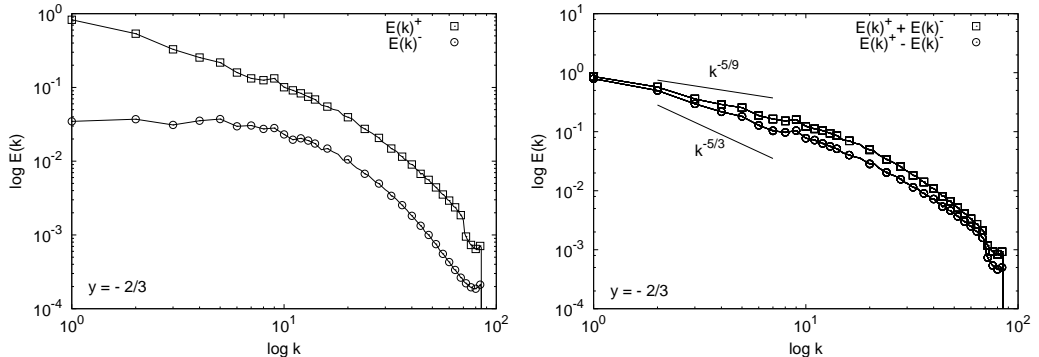 10^0
10^-1
10^-2
10^-3
10^-4
10^0
10^1
10^2
log E(k)
log k
E(k)^+
E(k)^-
y = - 2/3
10^1
10^0
10^-1
10^-2
10^-3
10^-4
10^0
10^1
10^2
log E(k)
log k
E(k)^+ + E(k)^-
E(k)^+ - E(k)^-
k^-5/9
k^-5/3
y = - 2/3